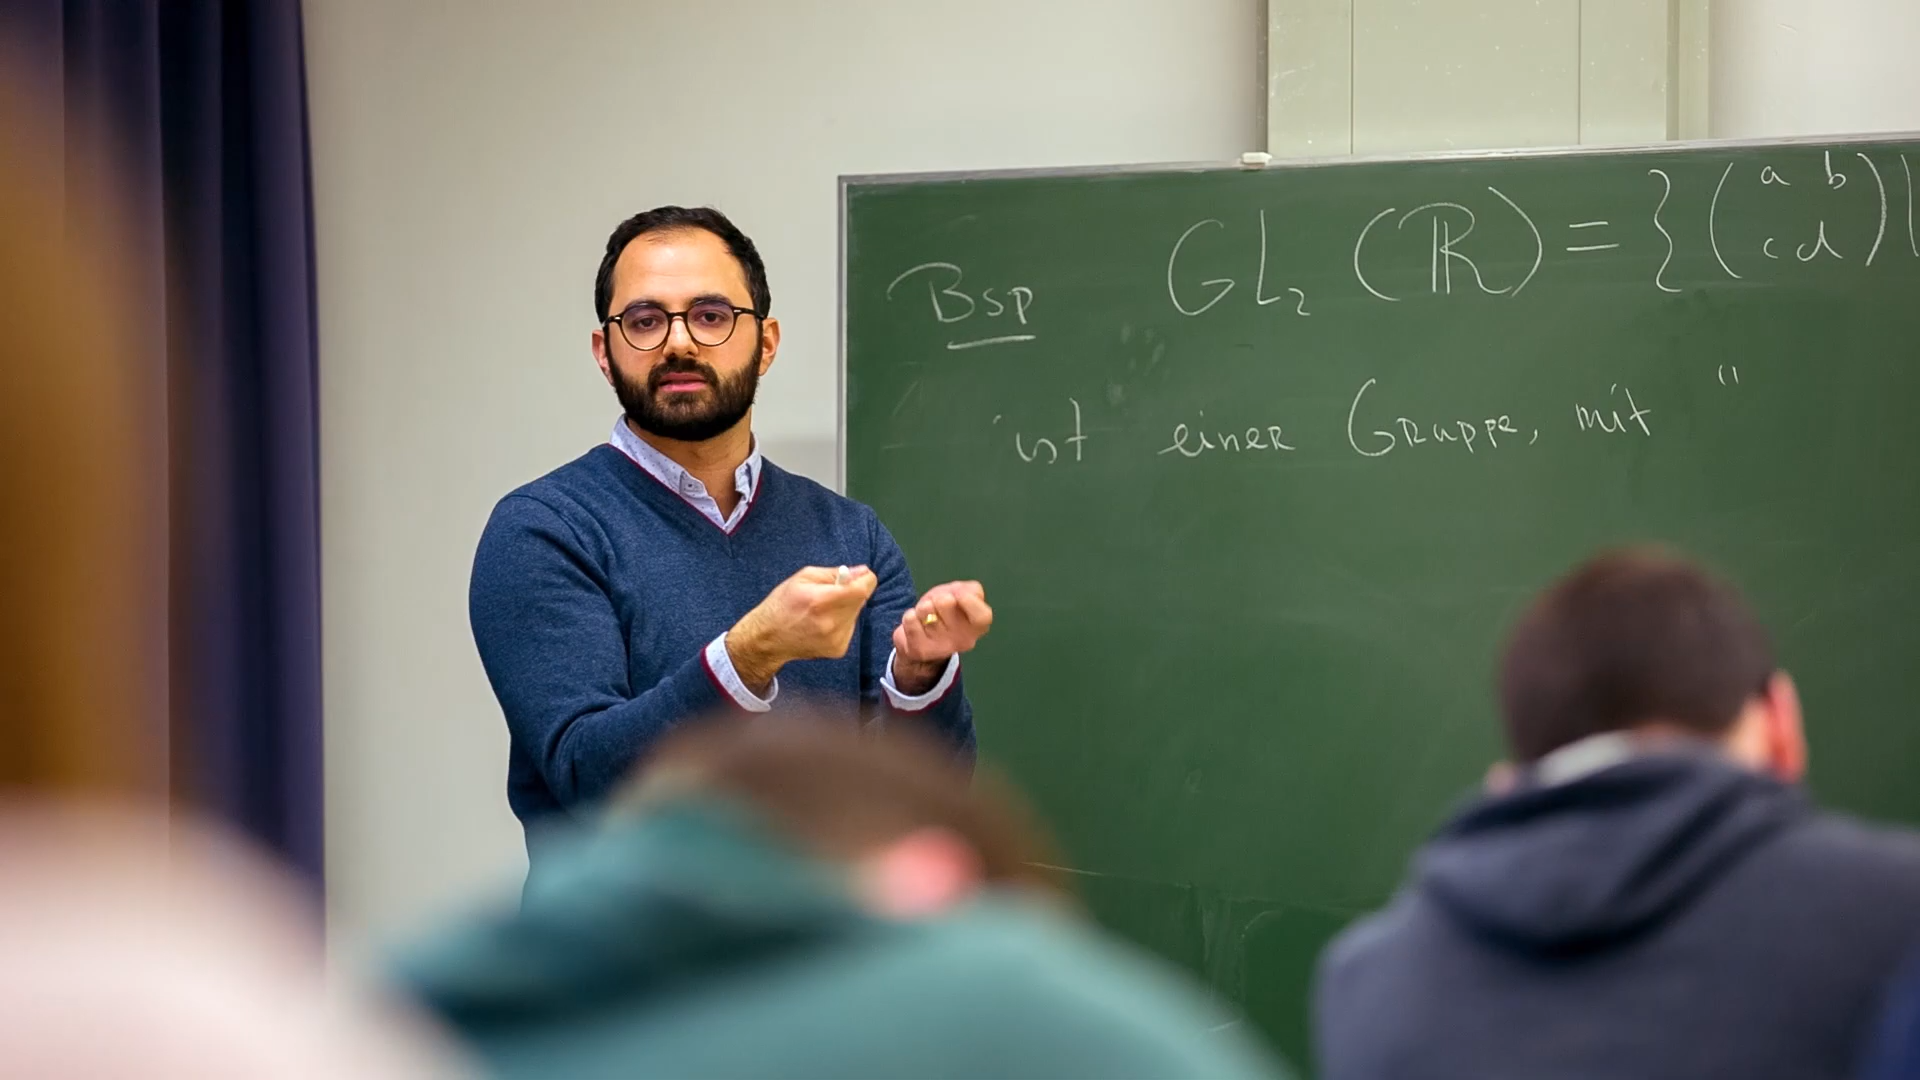 Bsp GL₂ (ℝ) = { ( a b c d ) |
ist einer Gruppe, mit "